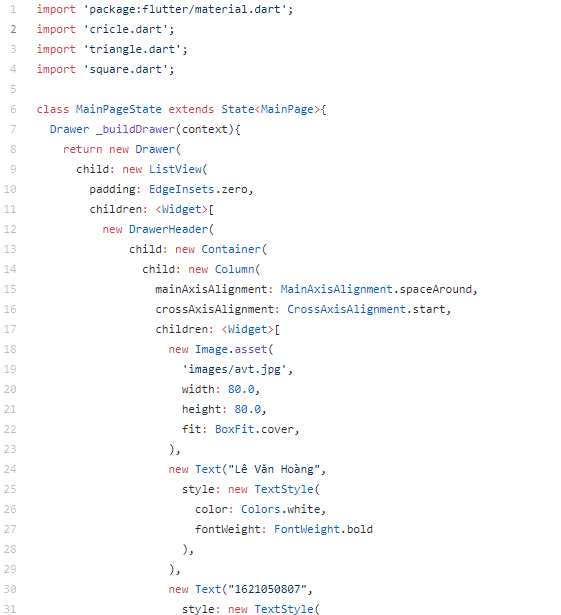 1 import 'package:flutter/material.dart';
2 import 'cricle.dart';
3 import 'triangle.dart';
4 import 'square.dart';
5
6 class MainPageState extends State<MainPage>{
7 Drawer _buildDrawer(context){
8 return new Drawer(
9 child: new ListView(
10 padding: EdgeInsets.zero,
11 children: <Widget>[
12 new DrawerHeader(
13 child: new Container(
14 child: new Column(
15 mainAxisAlignment: MainAxisAlignment.spaceAround,
16 crossAxisAlignment: CrossAxisAlignment.start,
17 children: <Widget>[
18 new Image.asset(
19 'images/avt.jpg',
20 width: 80.0,
21 height: 80.0,
22 fit: BoxFit.cover,
23 ),
24 new Text("Lê Văn Hoàng",
25 style: new TextStyle(
26 color: Colors.white,
27 fontWeight: FontWeight.bold
28 ),
29 ),
30 new Text("1621050807",
31 style: new TextStyle(